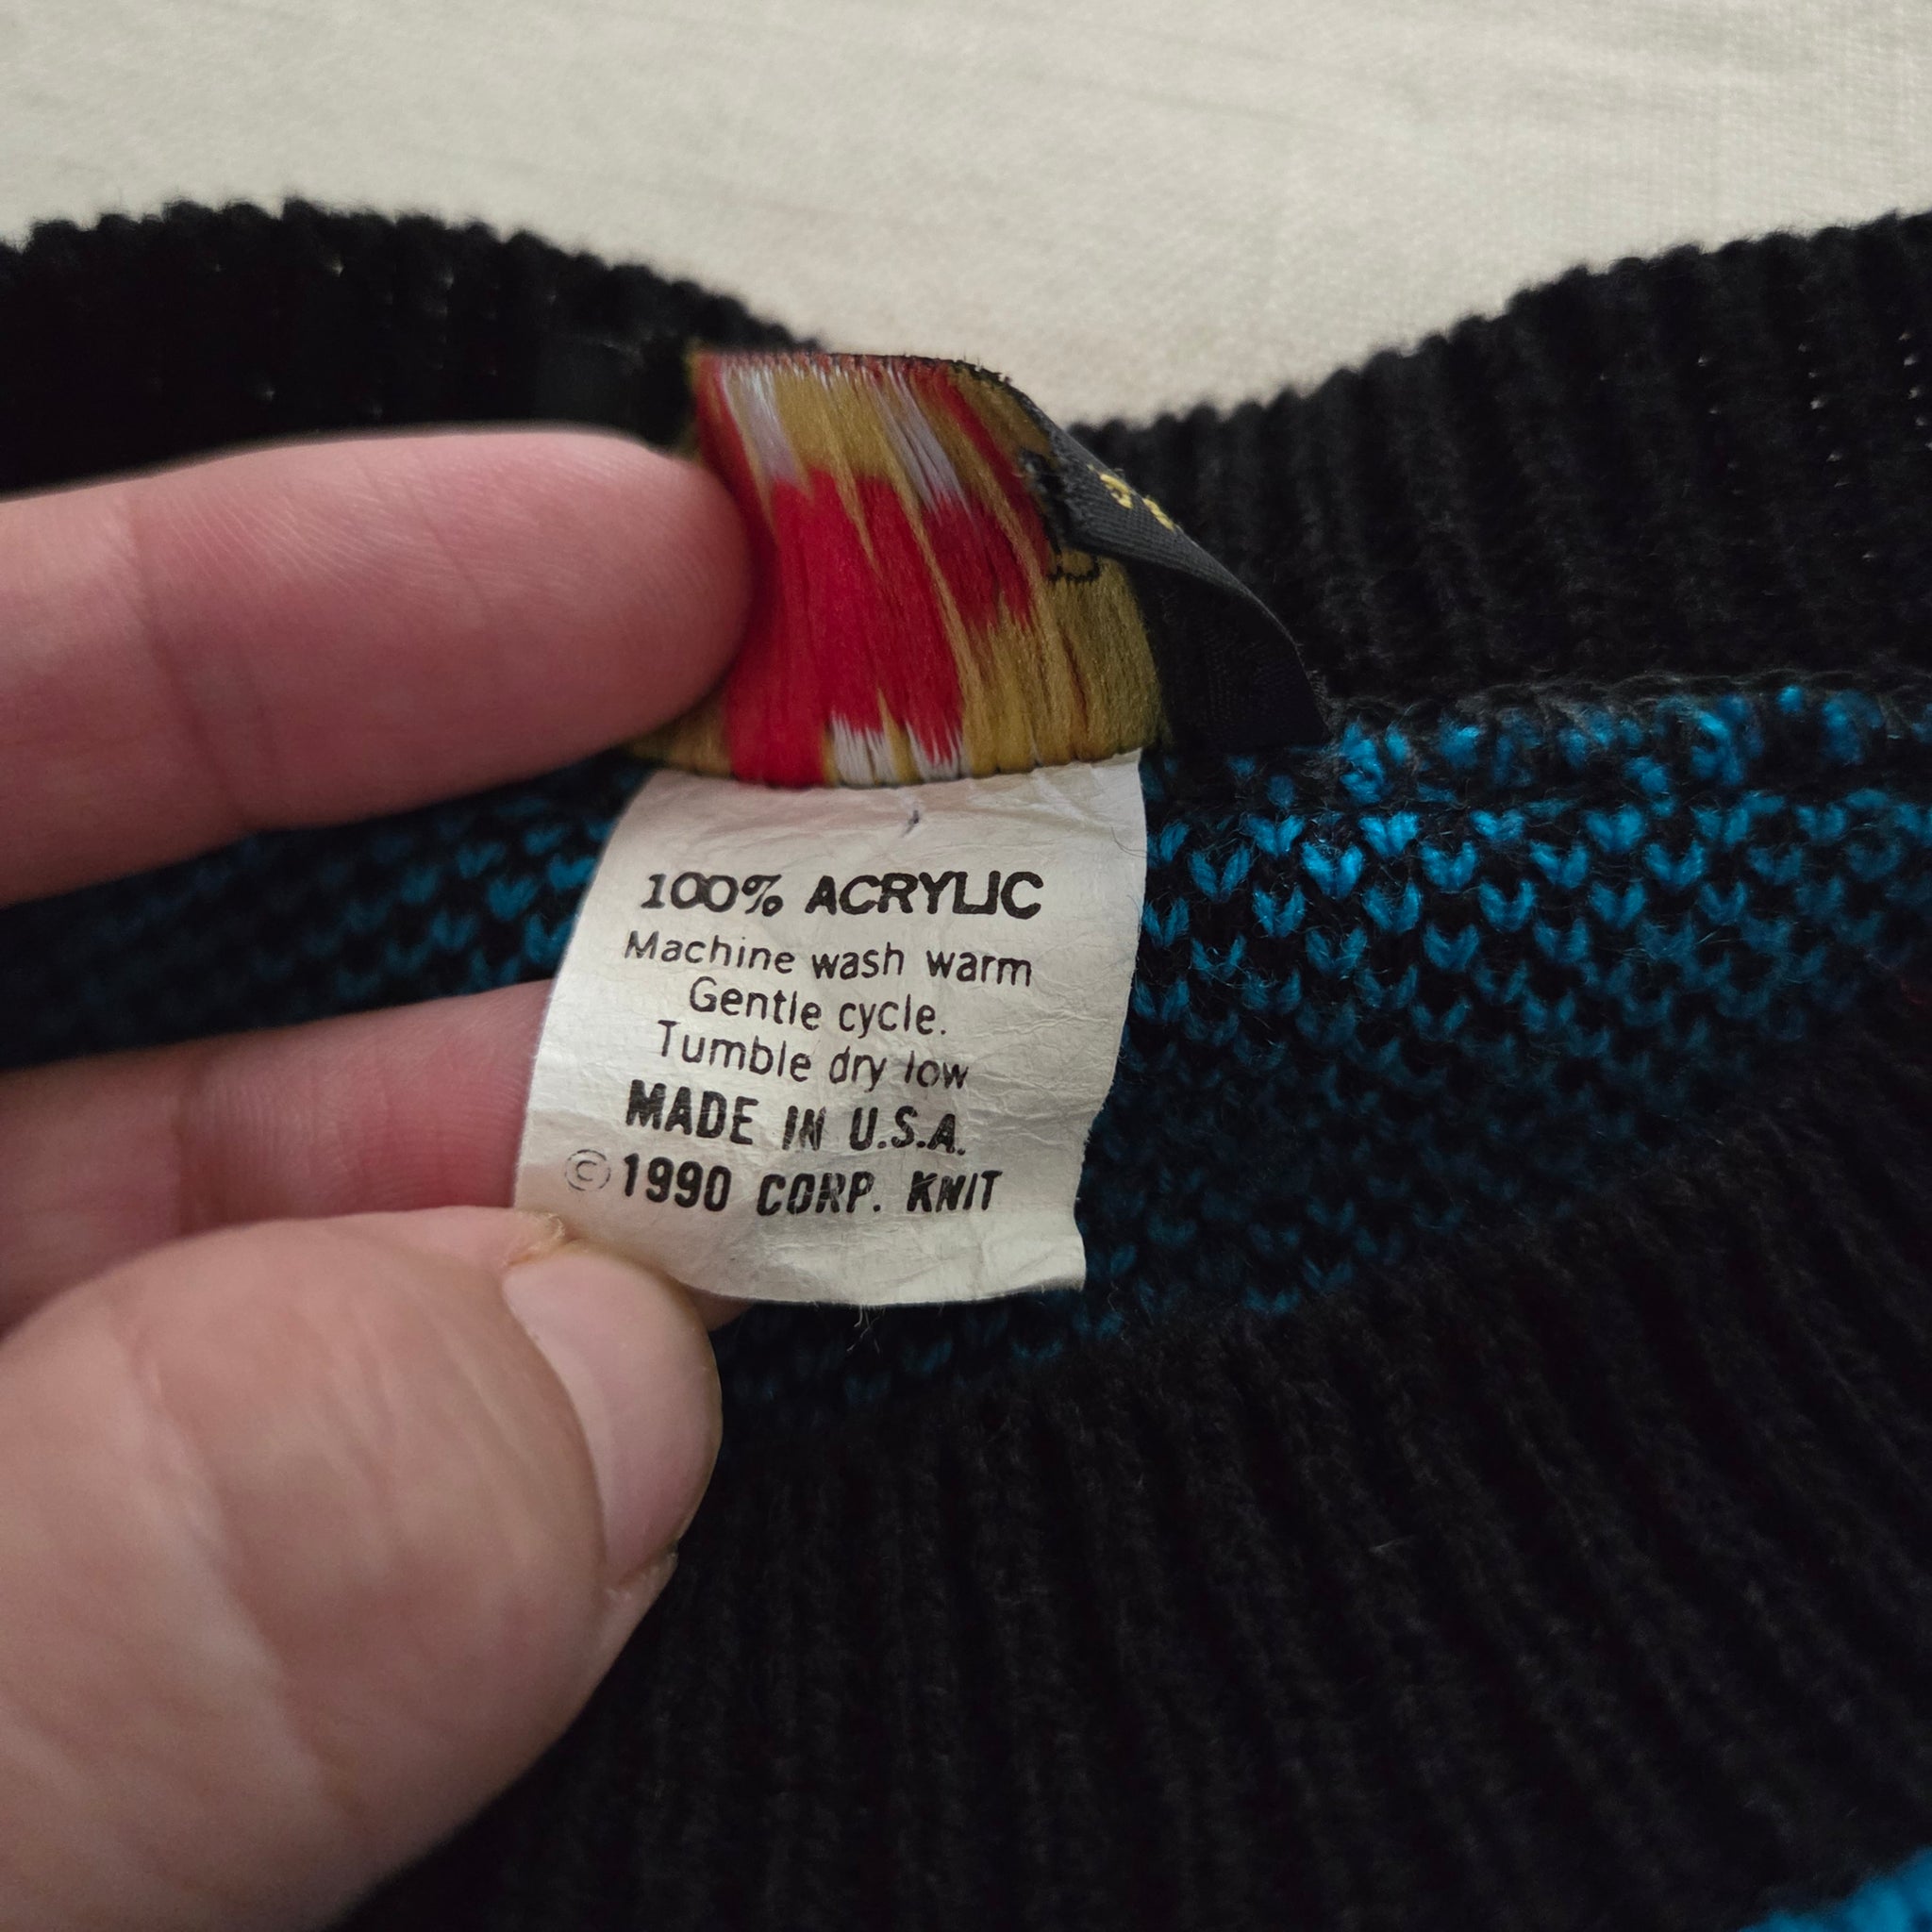 100% ACRYLIC
Machine wash warm
Gentle cycle.
Tumble dry low
MADE IN U.S.A.
©1990 CORP. KNIT